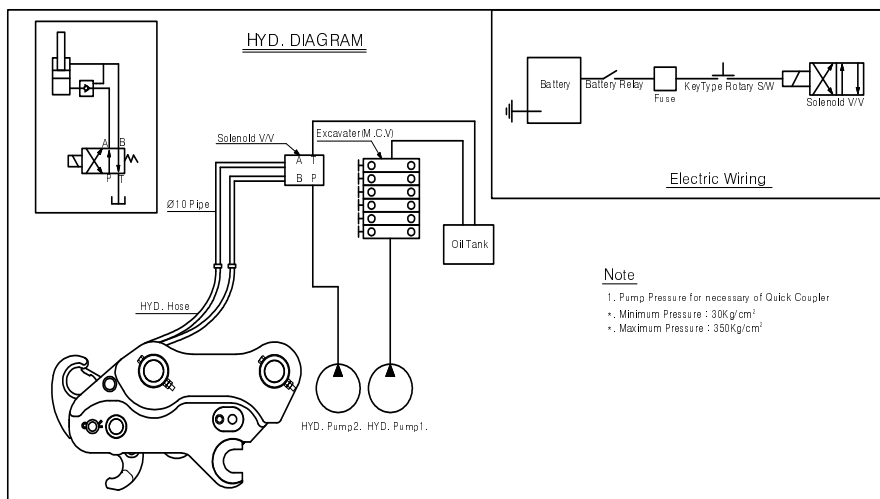 HYD. DIAGRAM
A B
P T
Solenold V/V
Excavater(M.C.V)
A T
B P
Ø10 Pipe
HYD. Hose
Oil Tank
HYD. Pump2.
HYD. Pump1.
Battery
Battery Relay
Fuse
KeyType Rotary S/W
Solenold V/V
Electric Wiring
Note
1. Pump Pressure for necessary of Quick Coupler
*. Minimum Pressure : 30Kg/cm²
*. Maximum Pressure : 350Kg/cm²